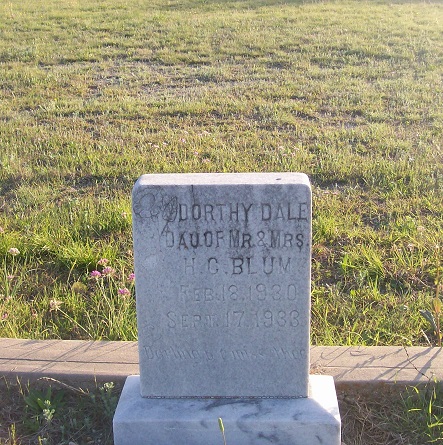 DORTHY DALE
DAU. OF MR. & MRS.
H. G. BLUM
FEB. 18, 1930
SEPT. 17, 1933